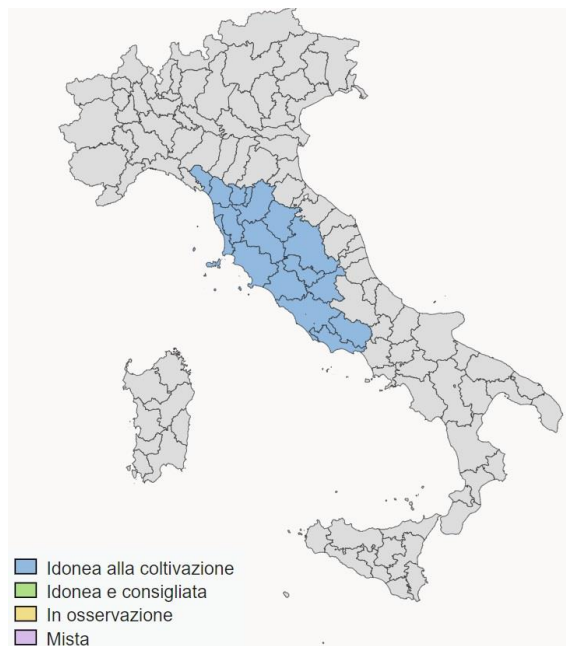 Idonea alla coltivazione
Idonea e consigliata
In osservazione
Mista